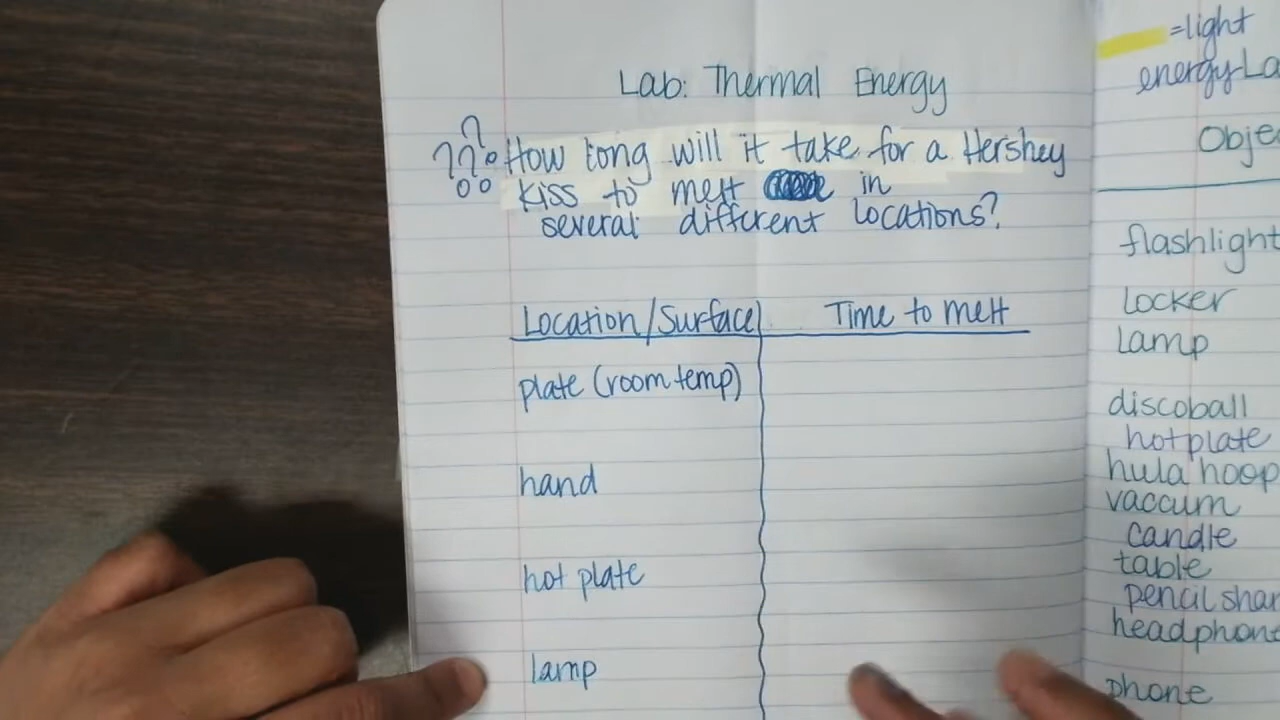 Lab: Thermal Energy
??? How long will it take for a Hershey
Kiss to melt in
several different locations?
Location/Surface Time to melt
plate (room temp)
hand
hot plate
lamp
=light
energy
Obje
flashlight
Locker
Lamp
discoball
hotplate
hula hoop
vaccum
candle
table
pencil shar
headphon
phone